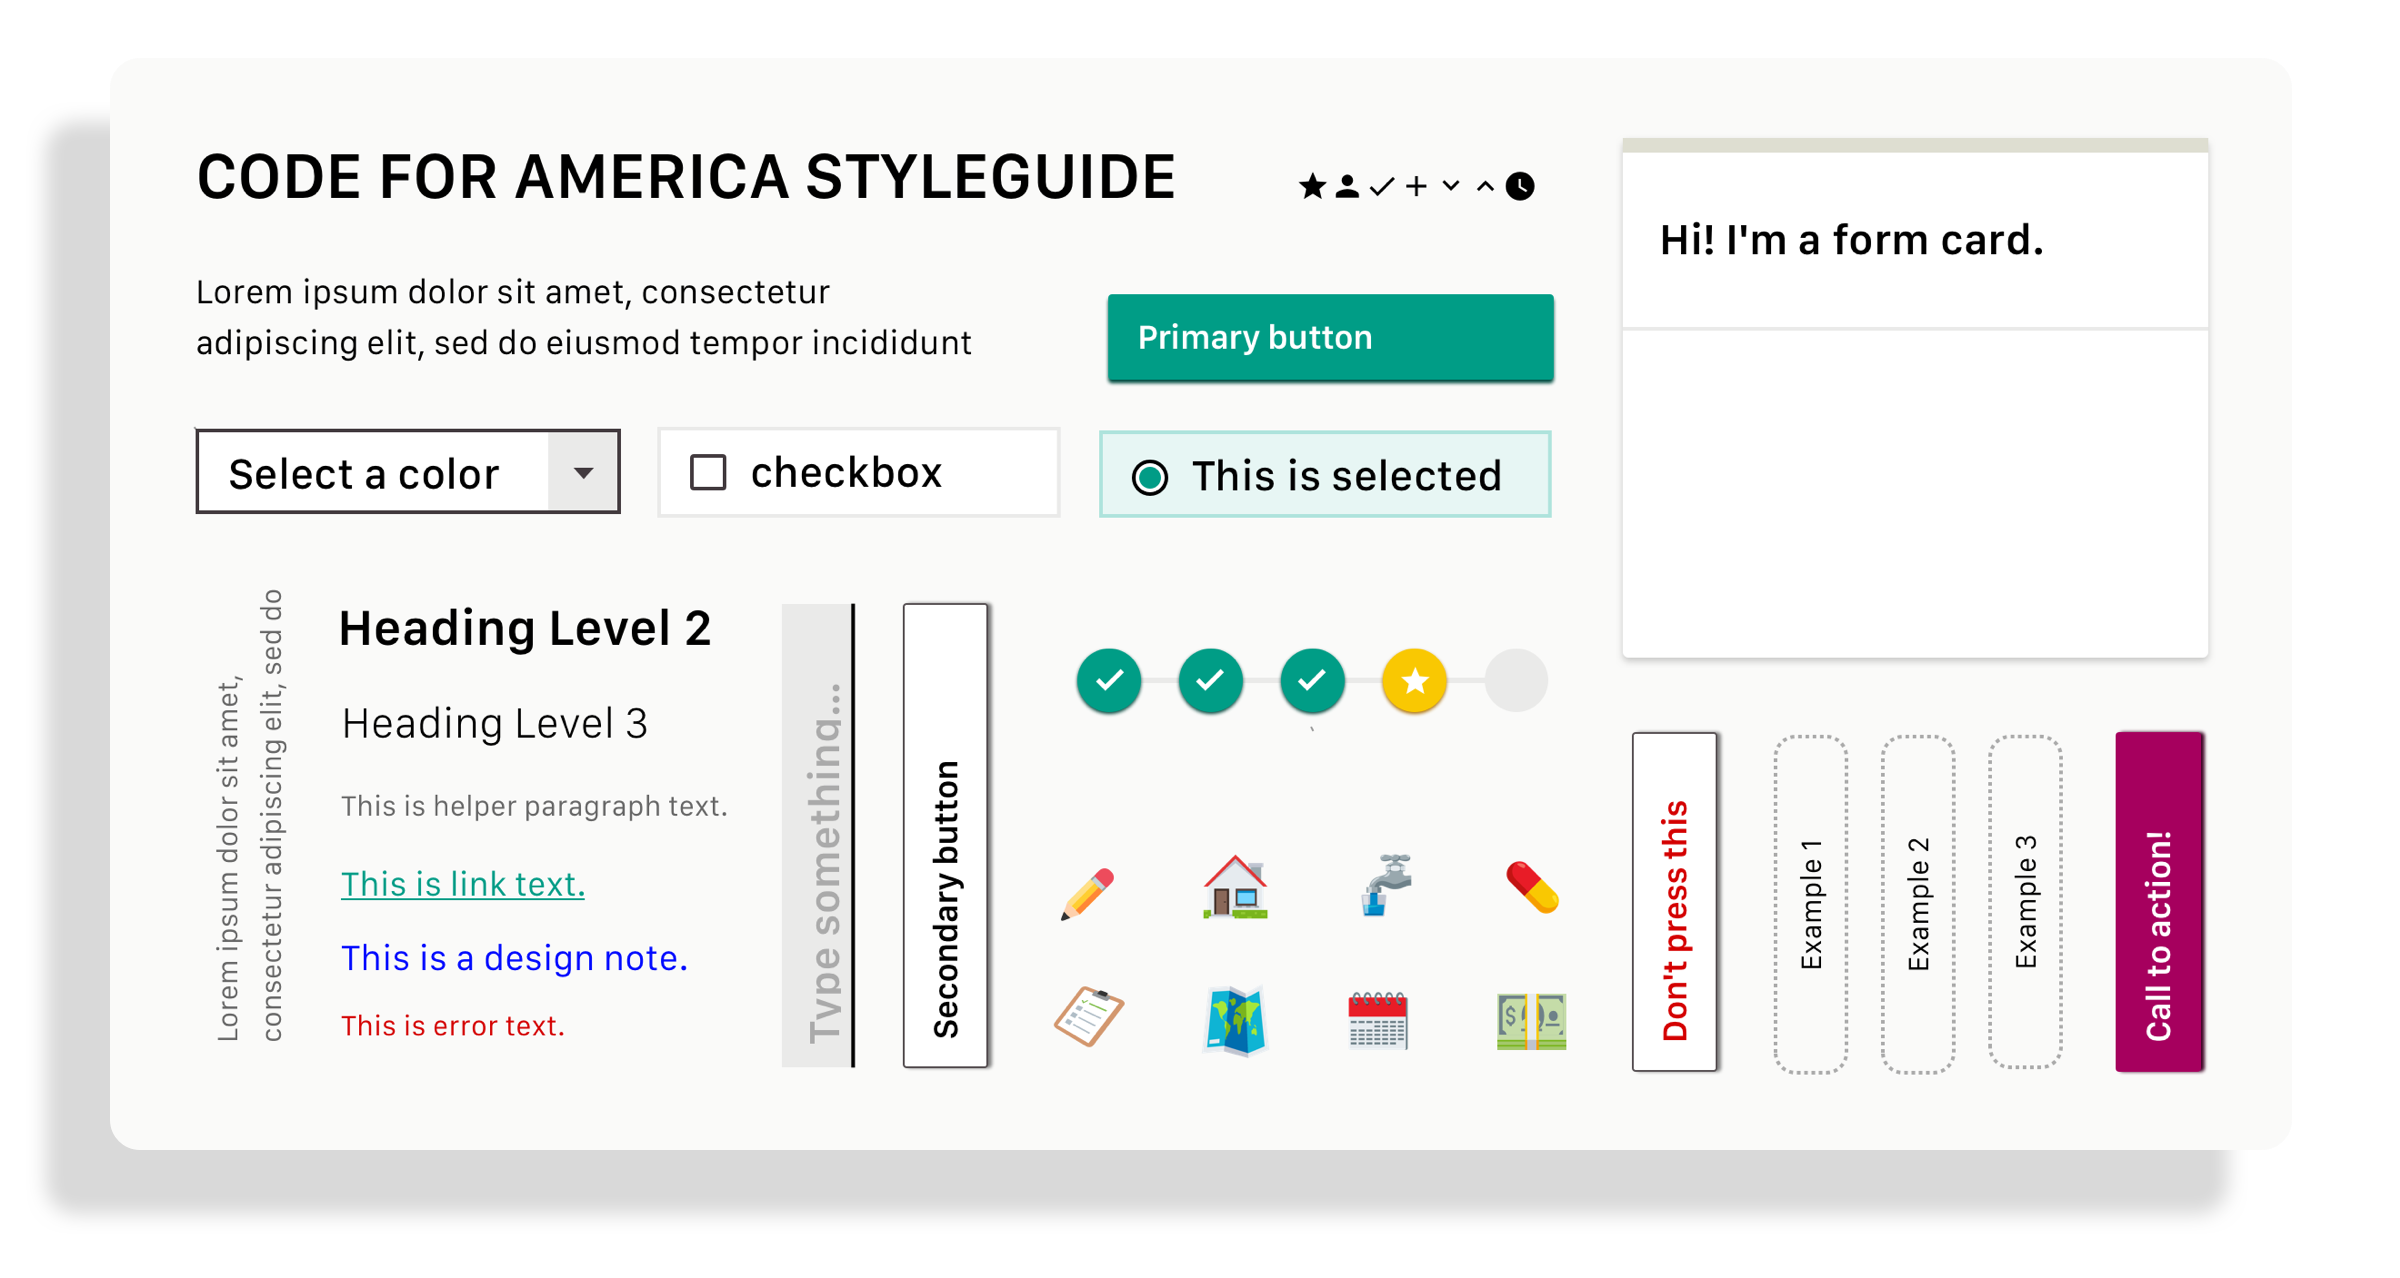 CODE FOR AMERICA STYLEGUIDE
Lorem ipsum dolor sit amet, consectetur
adipiscing elit, sed do eiusmod tempor incididunt
Primary button
Hi! I'm a form card.
Select a color
checkbox
This is selected
Lorem ipsum dolor sit amet,
consectetur adipiscing elit, sed do
Heading Level 2
Heading Level 3
This is helper paragraph text.
This is link text.
This is a design note.
This is error text.
Type something...
Secondary button
Don't press this
Example 1
Example 2
Example 3
Call to action!